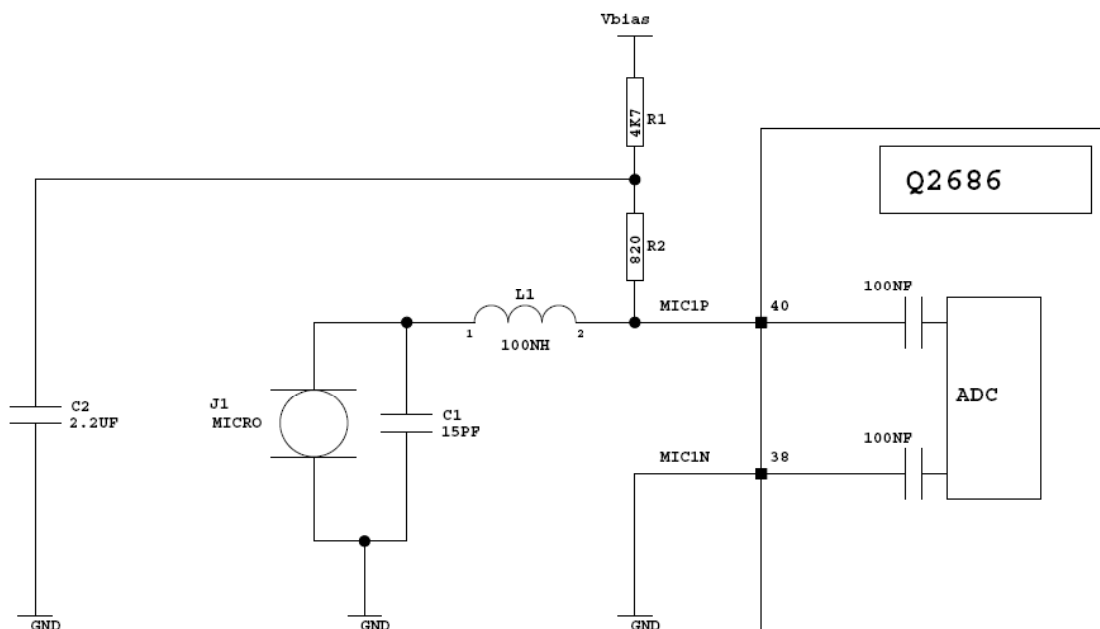 Vbias
4K7
R1
Q2686
820
R2
L1
MIC1P
40
100NF
1
2
100NH
J1
MICRO
C1
15PF
C2
2.2UF
ADC
MIC1N
38
100NF
GND
GND
GND